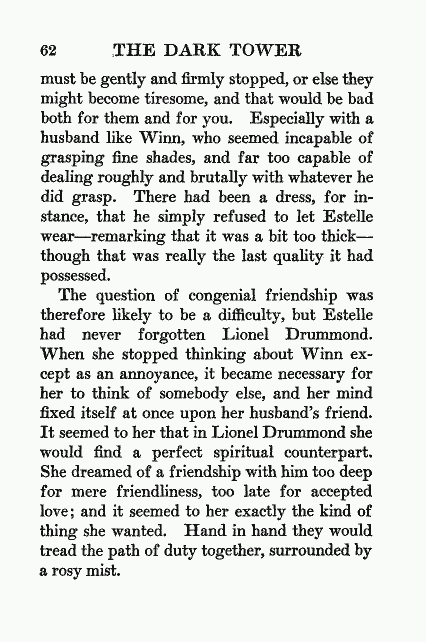 62 THE DARK TOWER
must be gently and firmly stopped, or else they
might become tiresome, and that would be bad
both for them and for you. Especially with a
husband like Winn, who seemed incapable of
grasping fine shades, and far too capable of
dealing roughly and brutally with whatever he
did grasp. There had been a dress, for in-
stance, that he simply refused to let Estelle
wear—remarking that it was a bit too thick—
though that was really the last quality it had
possessed.
The question of congenial friendship was
therefore likely to be a difficulty, but Estelle
had never forgotten Lionel Drummond.
When she stopped thinking about Winn ex-
cept as an annoyance, it became necessary for
her to think of somebody else, and her mind
fixed itself at once upon her husband's friend.
It seemed to her that in Lionel Drummond she
would find a perfect spiritual counterpart.
She dreamed of a friendship with him too deep
for mere friendliness, too late for accepted
love; and it seemed to her exactly the kind of
thing she wanted. Hand in hand they would
tread the path of duty together, surrounded by
a rosy mist.